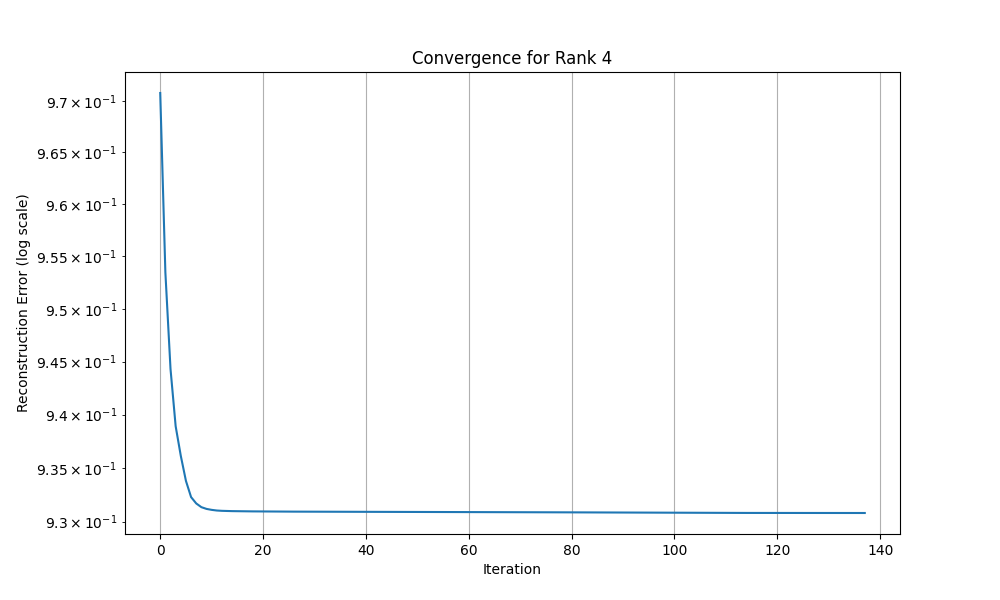 Convergence for Rank 4
Reconstruction Error (log scale)
9.7 × 10⁻¹
9.65 × 10⁻¹
9.6 × 10⁻¹
9.55 × 10⁻¹
9.5 × 10⁻¹
9.45 × 10⁻¹
9.4 × 10⁻¹
9.35 × 10⁻¹
9.3 × 10⁻¹
0 20 40 60 80 100 120 140
Iteration